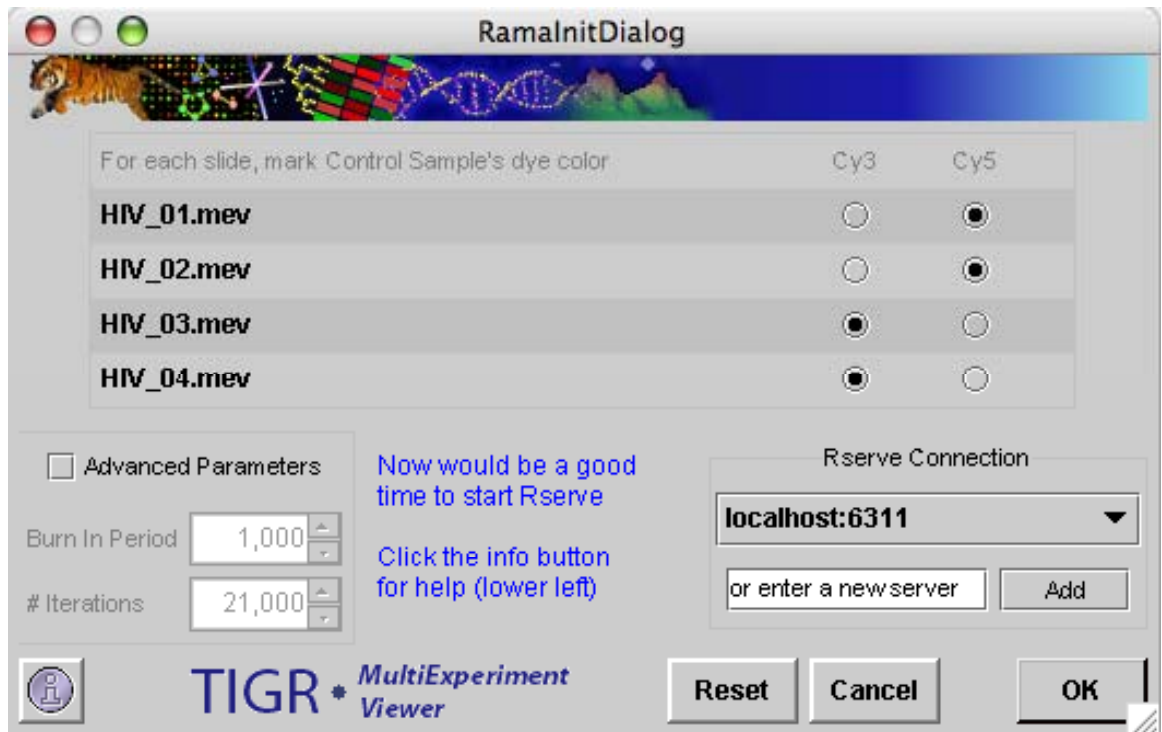 RamaInitDialog
For each slide, mark Control Sample's dye color Cy3 Cy5
HIV_01.mev
HIV_02.mev
HIV_03.mev
HIV_04.mev
Advanced Parameters
Burn In Period 1,000
# Iterations 21,000
Now would be a good
time to start Rserve
Click the info button
for help (lower left)
Rserve Connection
localhost:6311
or enter a new server Add
TIGR MultiExperiment
Viewer
Reset Cancel OK